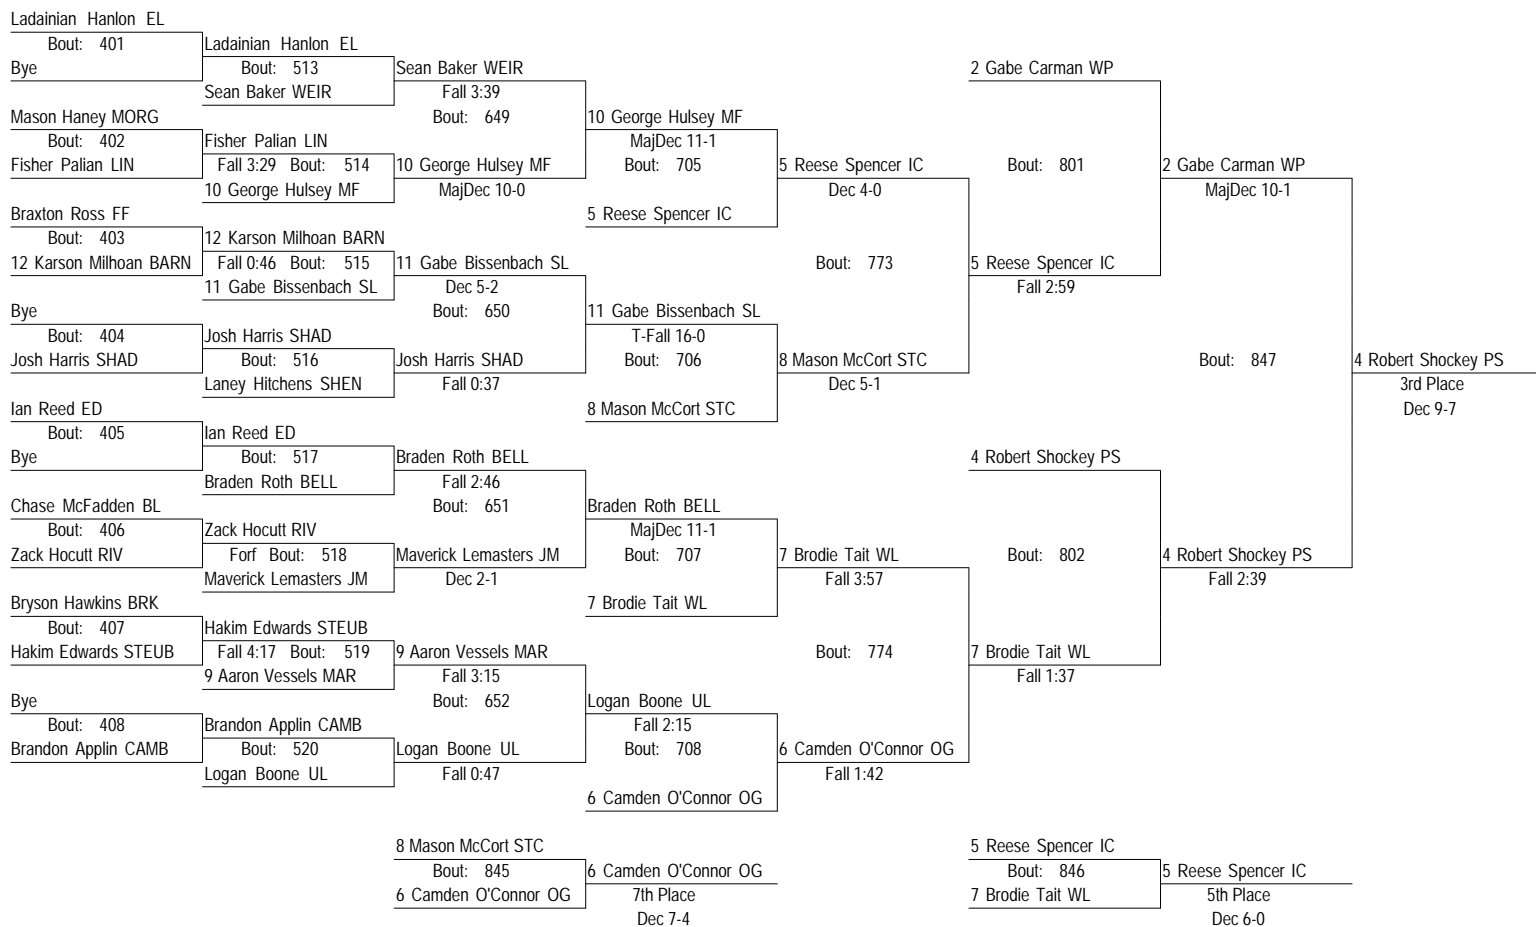 Ladainian Hanlon EL
Bout: 401
Bye
Mason Haney MORG
Bout: 402
Fisher Palian LIN
Braxton Ross FF
Bout: 403
12 Karson Milhoan BARN
Bye
Bout: 404
Josh Harris SHAD
Ian Reed ED
Bout: 405
Bye
Chase McFadden BL
Bout: 406
Zack Hocutt RIV
Bryson Hawkins BRK
Bout: 407
Hakim Edwards STEUB
Bye
Bout: 408
Brandon Applin CAMB
Ladainian Hanlon EL
Bout: 513
Sean Baker WEIR
Fisher Palian LIN
Fall 3:29 Bout: 514
10 George Hulsey MF
12 Karson Milhoan BARN
Fall 0:46 Bout: 515
11 Gabe Bissenbach SL
Josh Harris SHAD
Bout: 516
Laney Hitchens SHEN
Ian Reed ED
Bout: 517
Braden Roth BELL
Zack Hocutt RIV
Forf Bout: 518
Maverick Lemasters JM
Hakim Edwards STEUB
Fall 4:17 Bout: 519
9 Aaron Vessels MAR
Brandon Applin CAMB
Bout: 520
Logan Boone UL
Sean Baker WEIR
Fall 3:39
Bout: 649
10 George Hulsey MF
MajDec 10-0
11 Gabe Bissenbach SL
Dec 5-2
Bout: 650
Josh Harris SHAD
Fall 0:37
Braden Roth BELL
Fall 2:46
Bout: 651
Maverick Lemasters JM
Dec 2-1
9 Aaron Vessels MAR
Fall 3:15
Bout: 652
Logan Boone UL
Fall 0:47
10 George Hulsey MF
MajDec 11-1
Bout: 705
5 Reese Spencer IC
11 Gabe Bissenbach SL
T-Fall 16-0
Bout: 706
8 Mason McCort STC
Braden Roth BELL
MajDec 11-1
Bout: 707
7 Brodie Tait WL
Logan Boone UL
Fall 2:15
Bout: 708
6 Camden O'Connor OG
5 Reese Spencer IC
Dec 4-0
Bout: 773
8 Mason McCort STC
Dec 5-1
7 Brodie Tait WL
Fall 3:57
Bout: 774
6 Camden O'Connor OG
Fall 1:42
2 Gabe Carman WP
Bout: 801
5 Reese Spencer IC
Fall 2:59
4 Robert Shockey PS
Bout: 802
7 Brodie Tait WL
Fall 1:37
2 Gabe Carman WP
MajDec 10-1
Bout: 847
4 Robert Shockey PS
Fall 2:39
4 Robert Shockey PS
3rd Place
Dec 9-7
8 Mason McCort STC
Bout: 845
6 Camden O'Connor OG
6 Camden O'Connor OG
7th Place
Dec 7-4
5 Reese Spencer IC
Bout: 846
7 Brodie Tait WL
5 Reese Spencer IC
5th Place
Dec 6-0